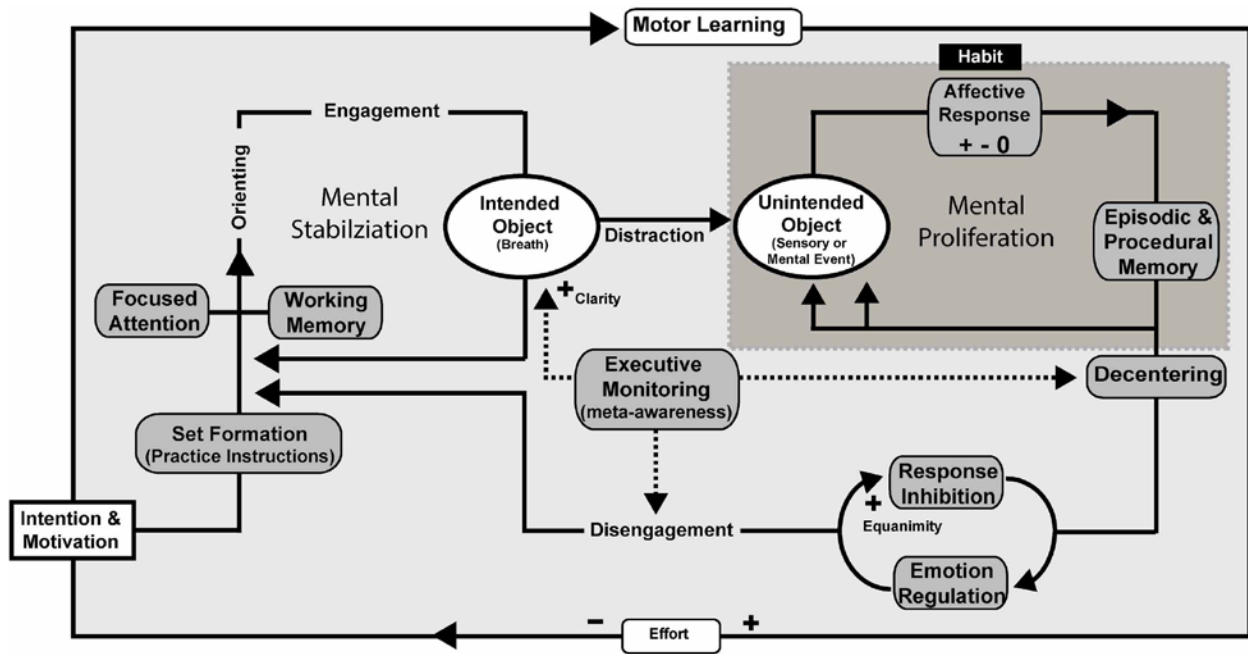 Motor Learning
Habit
Affective
Response
+ - 0
Engagement
Orienting
Mental
Stabilziation
Intended
Object
(Breath)
Distraction
Unintended
Object
(Sensory or
Mental Event)
Mental
Proliferation
Episodic &
Procedural
Memory
Focused
Attention
Working
Memory
+ Clarity
Executive
Monitoring
(meta-awareness)
Decentering
Set Formation
(Practice Instructions)
Response
Inhibition
+
Equanimity
Intention &
Motivation
Disengagement
Emotion
Regulation
- Effort +